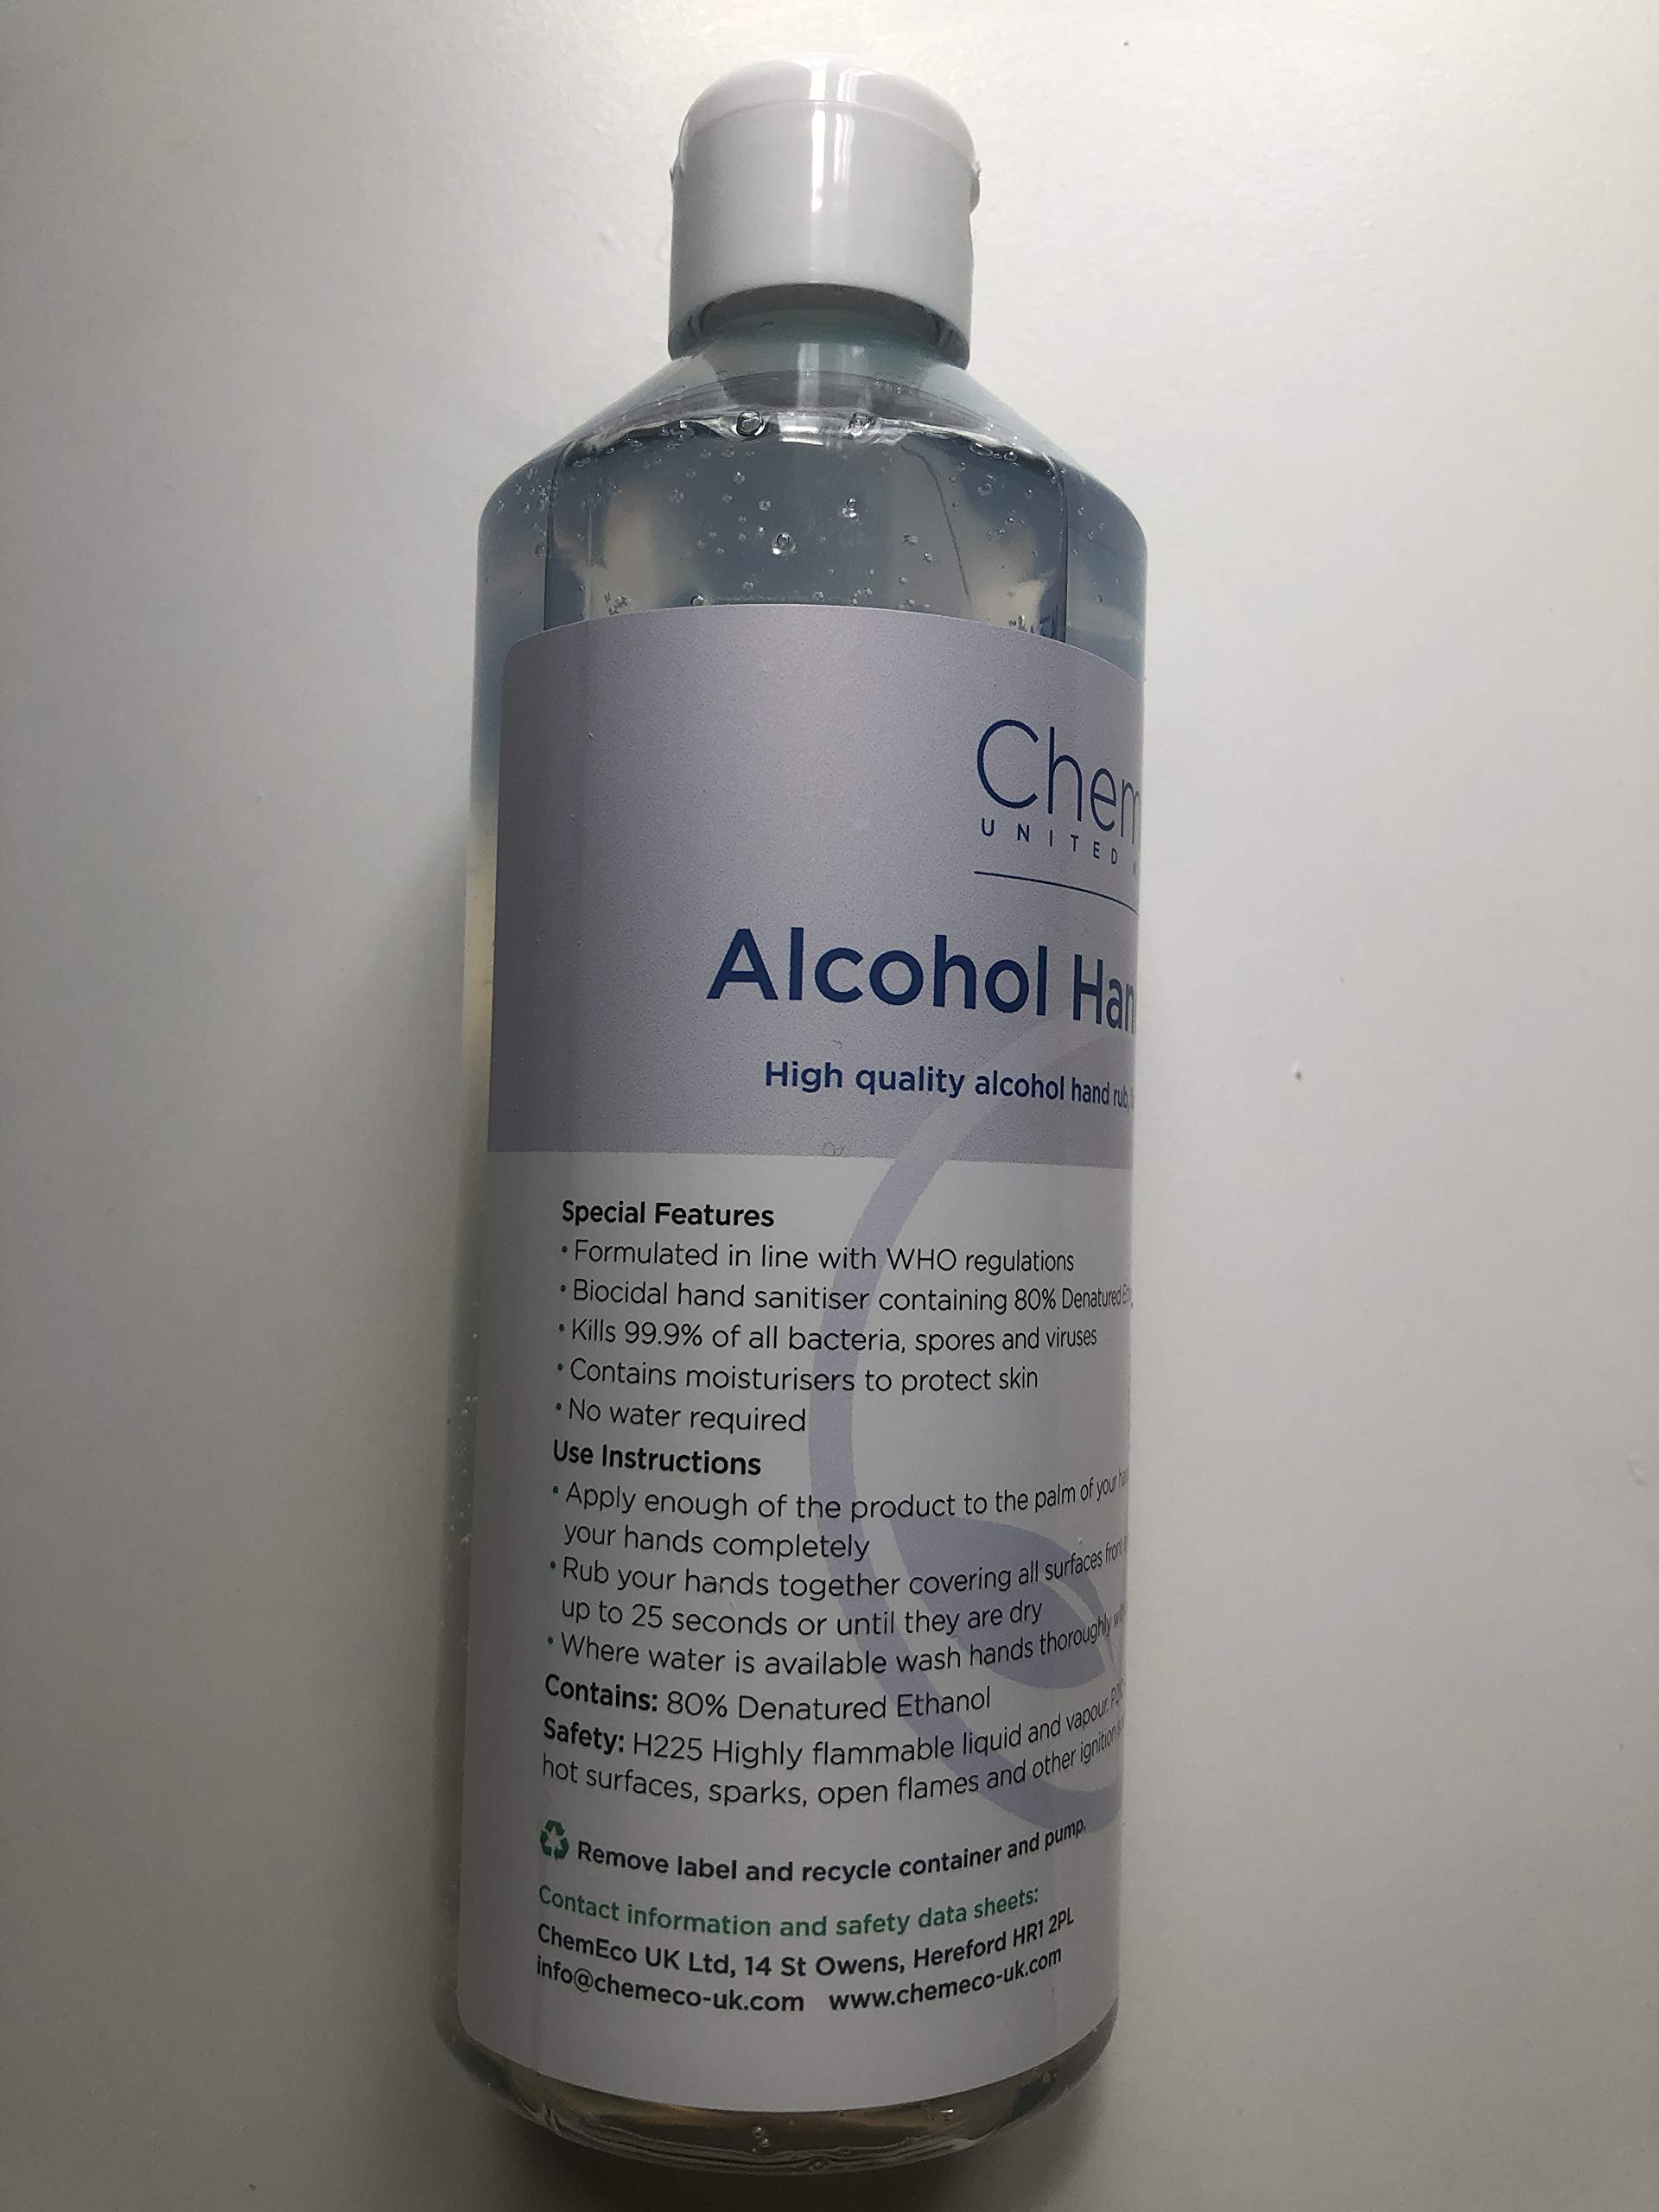 Chem
UNITED
Alcohol Han
High quality alcohol hand rub,
Special Features
• Formulated in line with WHO regulations
• Biocidal hand sanitiser containing 80% Denatured
• Kills 99.9% of all bacteria, spores and viruses
• Contains moisturisers to protect skin
• No water required
Use Instructions
• Apply enough of the product to the palm of your
your hands completely
• Rub your hands together covering all surfaces front
up to 25 seconds or until they are dry
• Where water is available wash hands thoroughly
Contains: 80% Denatured Ethanol
Safety: H225 Highly flammable liquid and vapour.
hot surfaces, sparks, open flames and other ignition
Remove label and recycle container and pump.
Contact information and safety data sheets:
ChemEco UK Ltd, 14 St Owens, Hereford HR1 2PL
info@chemeco-uk.com www.chemeco-uk.com